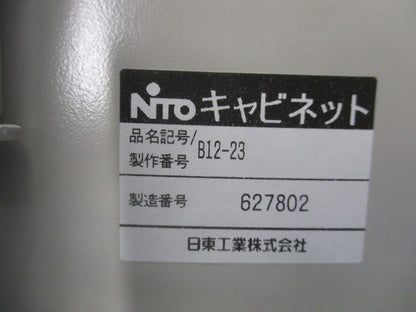 NITO キャビネット
品名記号/
製作番号 B12-23
製造番号 627802
日東工業株式会社